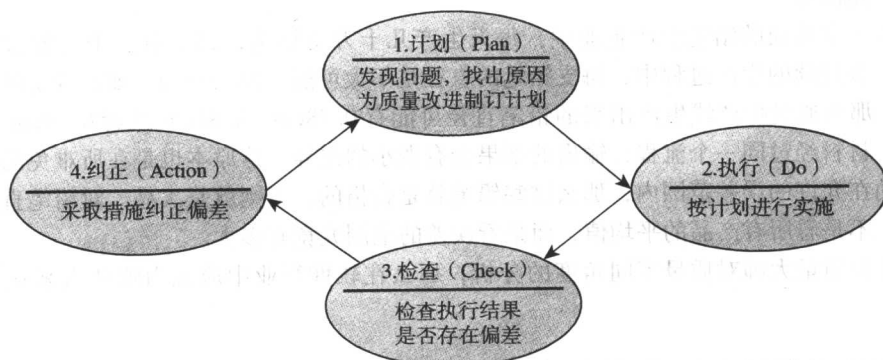 1.计划（Plan）
发现问题，找出原因
为质量改进制订计划
4.纠正（Action）
采取措施纠正偏差
2.执行（Do）
按计划进行实施
3.检查（Check）
检查执行结果
是否存在偏差